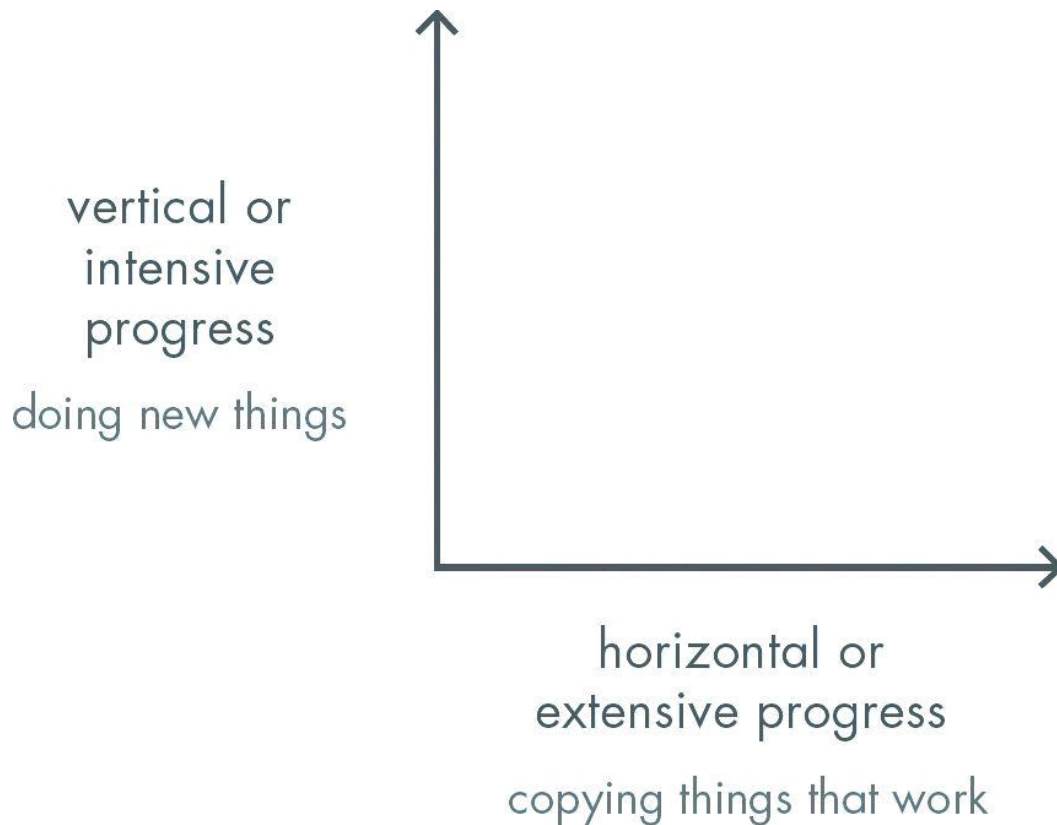 vertical or
intensive
progress
doing new things
horizontal or
extensive progress
copying things that work